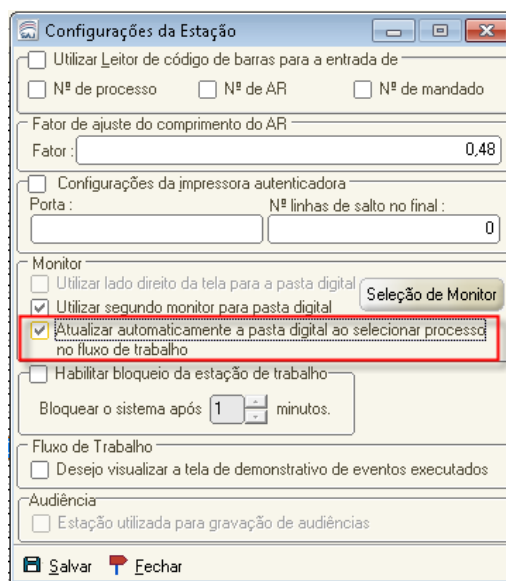 Configurações da Estação
Utilizar Leitor de código de barras para a entrada de
Nº de processo Nº de AR Nº de mandado
Fator de ajuste do comprimento do AR
Fator : 0,48
Configurações da impressora autenticadora
Porta : Nº linhas de salto no final :
0
Monitor
Utilizar lado direito da tela para a pasta digital
Seleção de Monitor
Utilizar segundo monitor para pasta digital
Atualizar automaticamente a pasta digital ao selecionar processo
no fluxo de trabalho
Habilitar bloqueio da estação de trabalho
Bloquear o sistema após 1 minutos.
Fluxo de Trabalho
Desejo visualizar a tela de demonstrativo de eventos executados
Audiência
Estação utilizada para gravação de audiências
Salvar Fechar